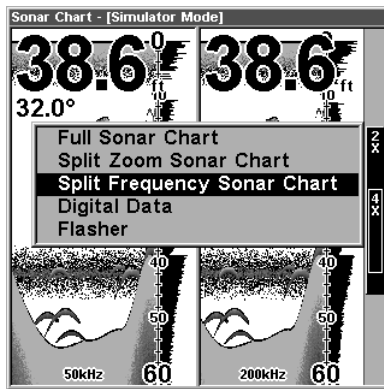 Sonar Chart - [Simulator Mode]
38.6 ft
32.0°
0
10
38.6 ft
10
Full Sonar Chart
Split Zoom Sonar Chart
Split Frequency Sonar Chart
Digital Data
Flasher
2X
4X
40
50
60
50kHz
40
50
60
200kHz